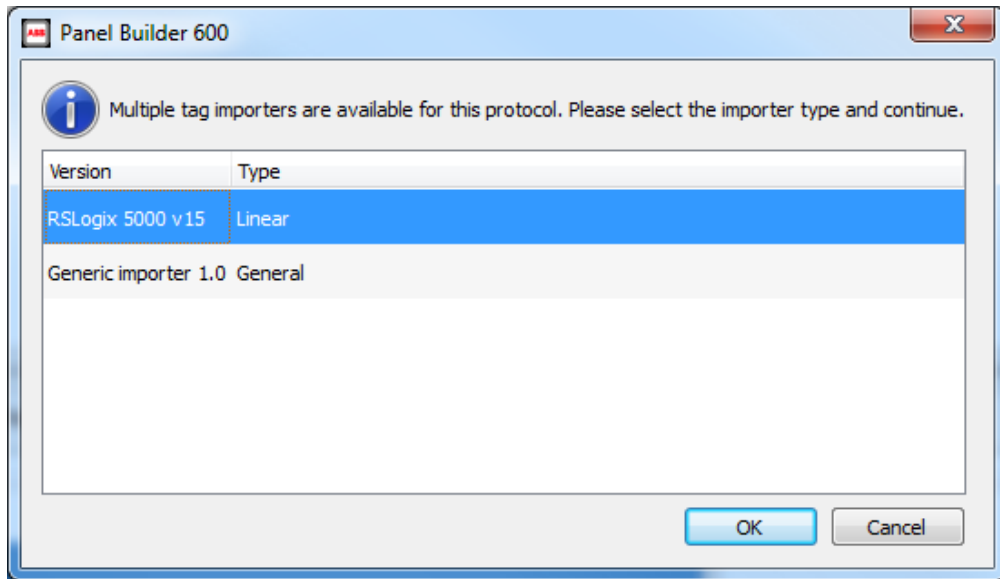 ABB Panel Builder 600
Multiple tag importers are available for this protocol. Please select the importer type and continue.
Version Type
RSLogix 5000 v15 Linear
Generic importer 1.0 General
OK Cancel